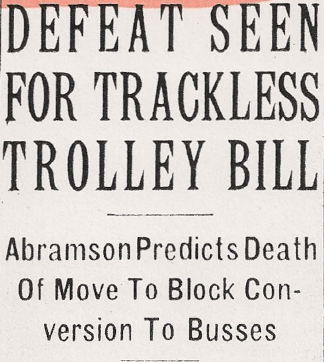 DEFEAT SEEN
FOR TRACKLESS
TROLLEY BILL
Abramson Predicts Death
Of Move To Block Con-
version To Busses